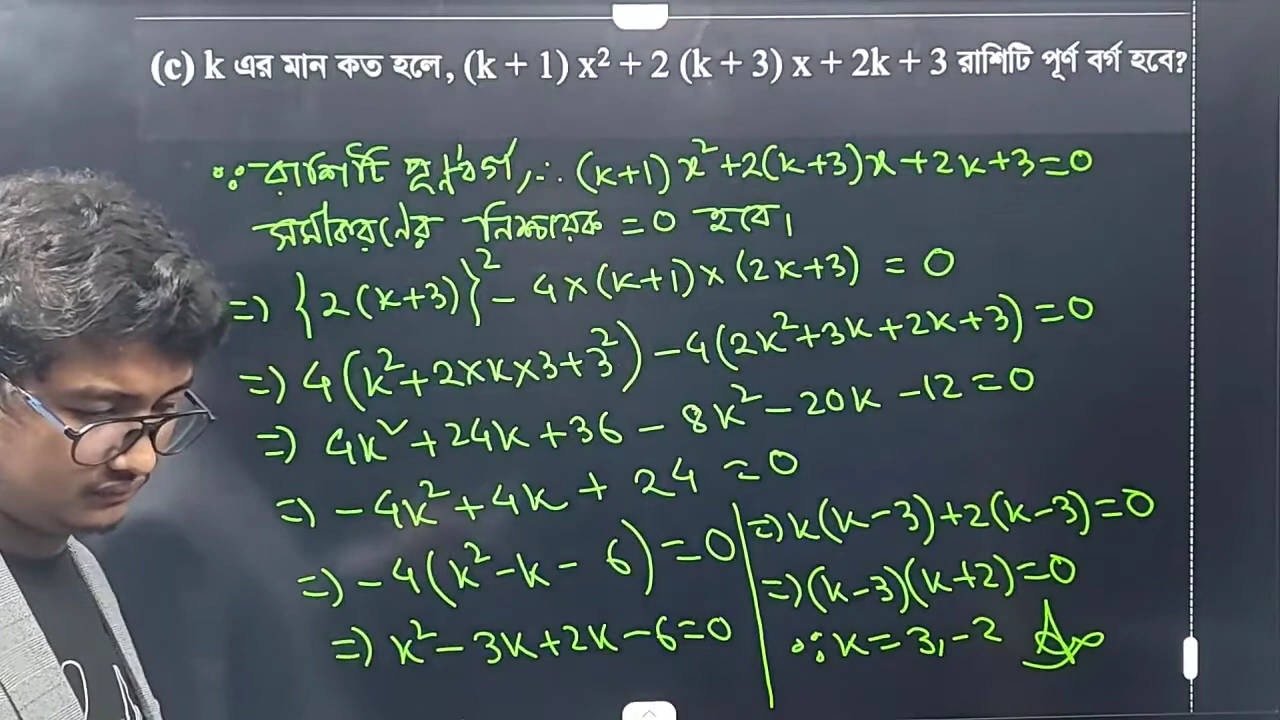 (c) k এর মান কত হলে, (k + 1) x² + 2 (k + 3) x + 2k + 3 রাশিটি পূর্ণ বর্গ হবে?
∵ রাশিটি পূর্ণবর্গ, ∴ (k+1)x²+2(k+3)x+2k+3=0
সমীকরণের নিশ্চায়ক =0 হবে।
=> {2(k+3)}² - 4×(k+1)×(2k+3) = 0
=> 4(k²+2×k×3+3²) - 4(2k²+3k+2k+3) = 0
=> 4k²+24k+36 - 8k² - 20k - 12 = 0
=> -4k²+4k+24 = 0
=> -4(k²-k-6) = 0
=> k²-3k+2k-6=0
=> k(k-3)+2(k-3)=0
=> (k-3)(k+2)=0
∴ k = 3, -2 Ans